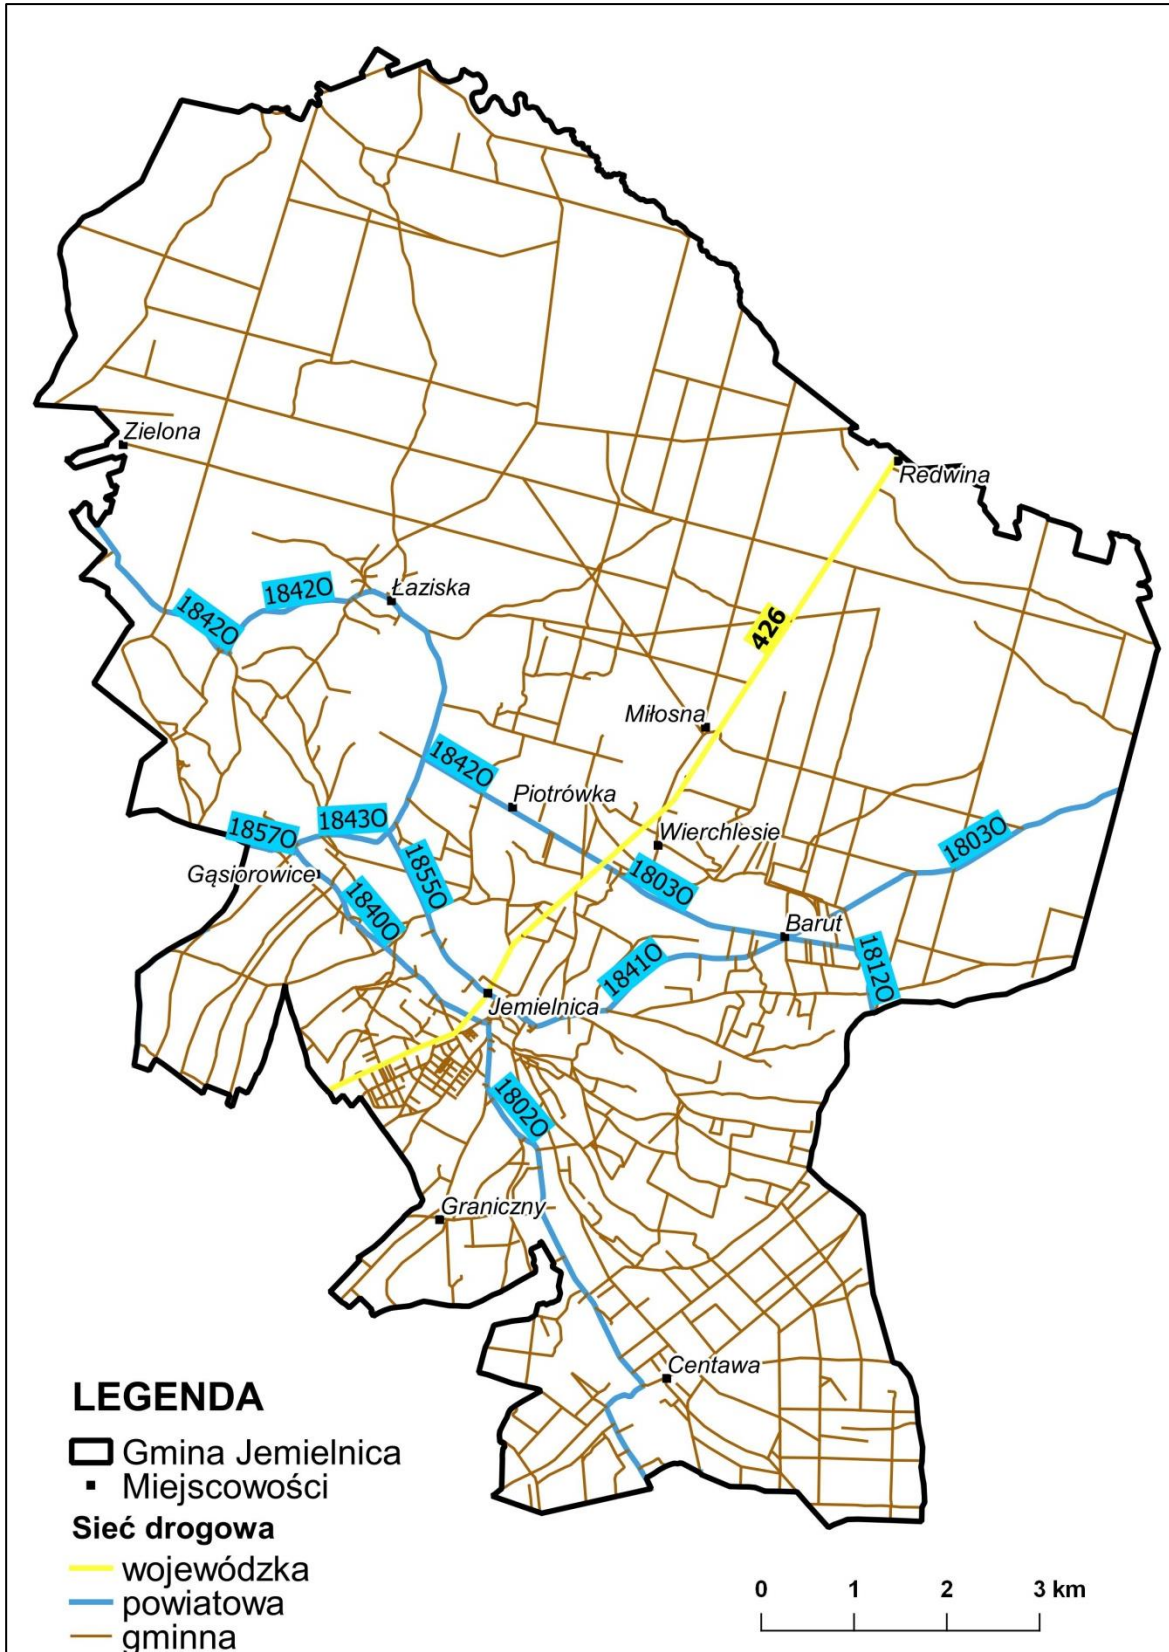 Zielona
Redwina
1842O
1842O
Łaziska
426
Miłosna
1842O
Piotrówka
1857O
1843O
Wierchlesie
1803O
Gąsiorowice
1855O
1803O
1840O
Barut
1841O
1812O
Jemielnica
1802O
Graniczny
Centawa
LEGENDA
Gmina Jemielnica
Miejscowości
Sieć drogowa
wojewódzka
powiatowa
gminna
0 1 2 3 km